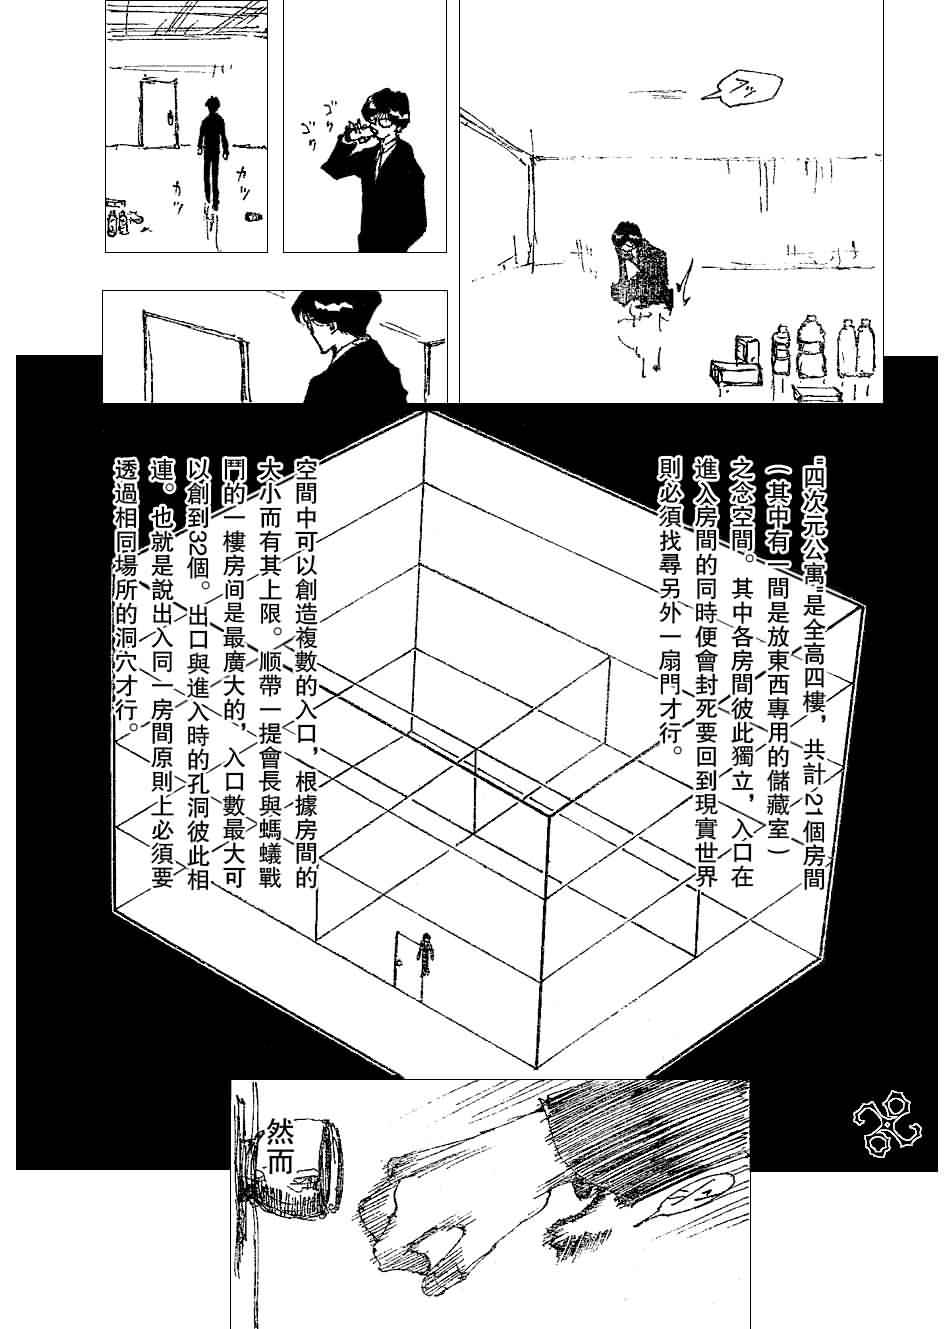 フッ
ゴク
ゴク
カツ
カツ
"四次元公寓"是全高四樓，共計21個房間
(其中有一間是放東西專用的儲藏室)
之念空間。其中各房間彼此獨立，入口在
進入房間的同時便會封死要回到現實世界
則必須找尋另外一扇門才行。
空間中可以創造複數的入口，根據房間的
大小而有其上限。顺帶一提會長與螞蟻戰
鬥的一樓房间是最廣大的，入口數最大可
以創到32個。出口與進入時的孔洞彼此相
連。也就是說出入同一房間原則上必須要
透過相同場所的洞穴才行。
然而